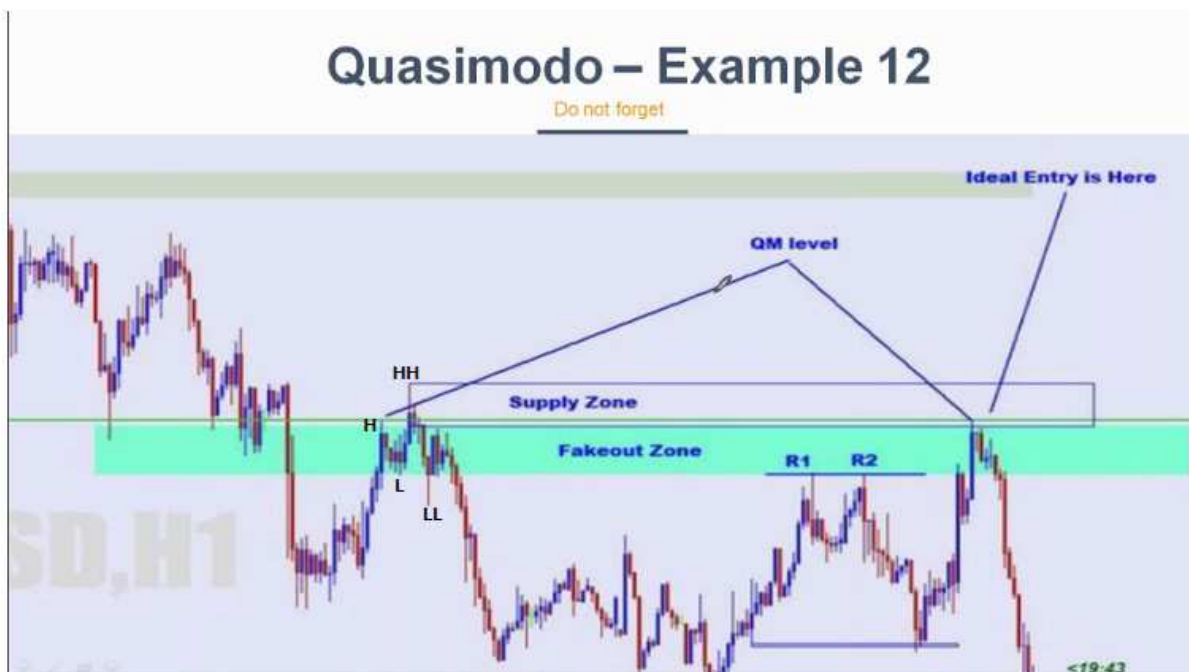 Quasimodo – Example 12
Do not forget
Ideal Entry is Here
QM level
HH
Supply Zone
H
Fakeout Zone
R1 R2
L
LL
SD,H1
<19:43